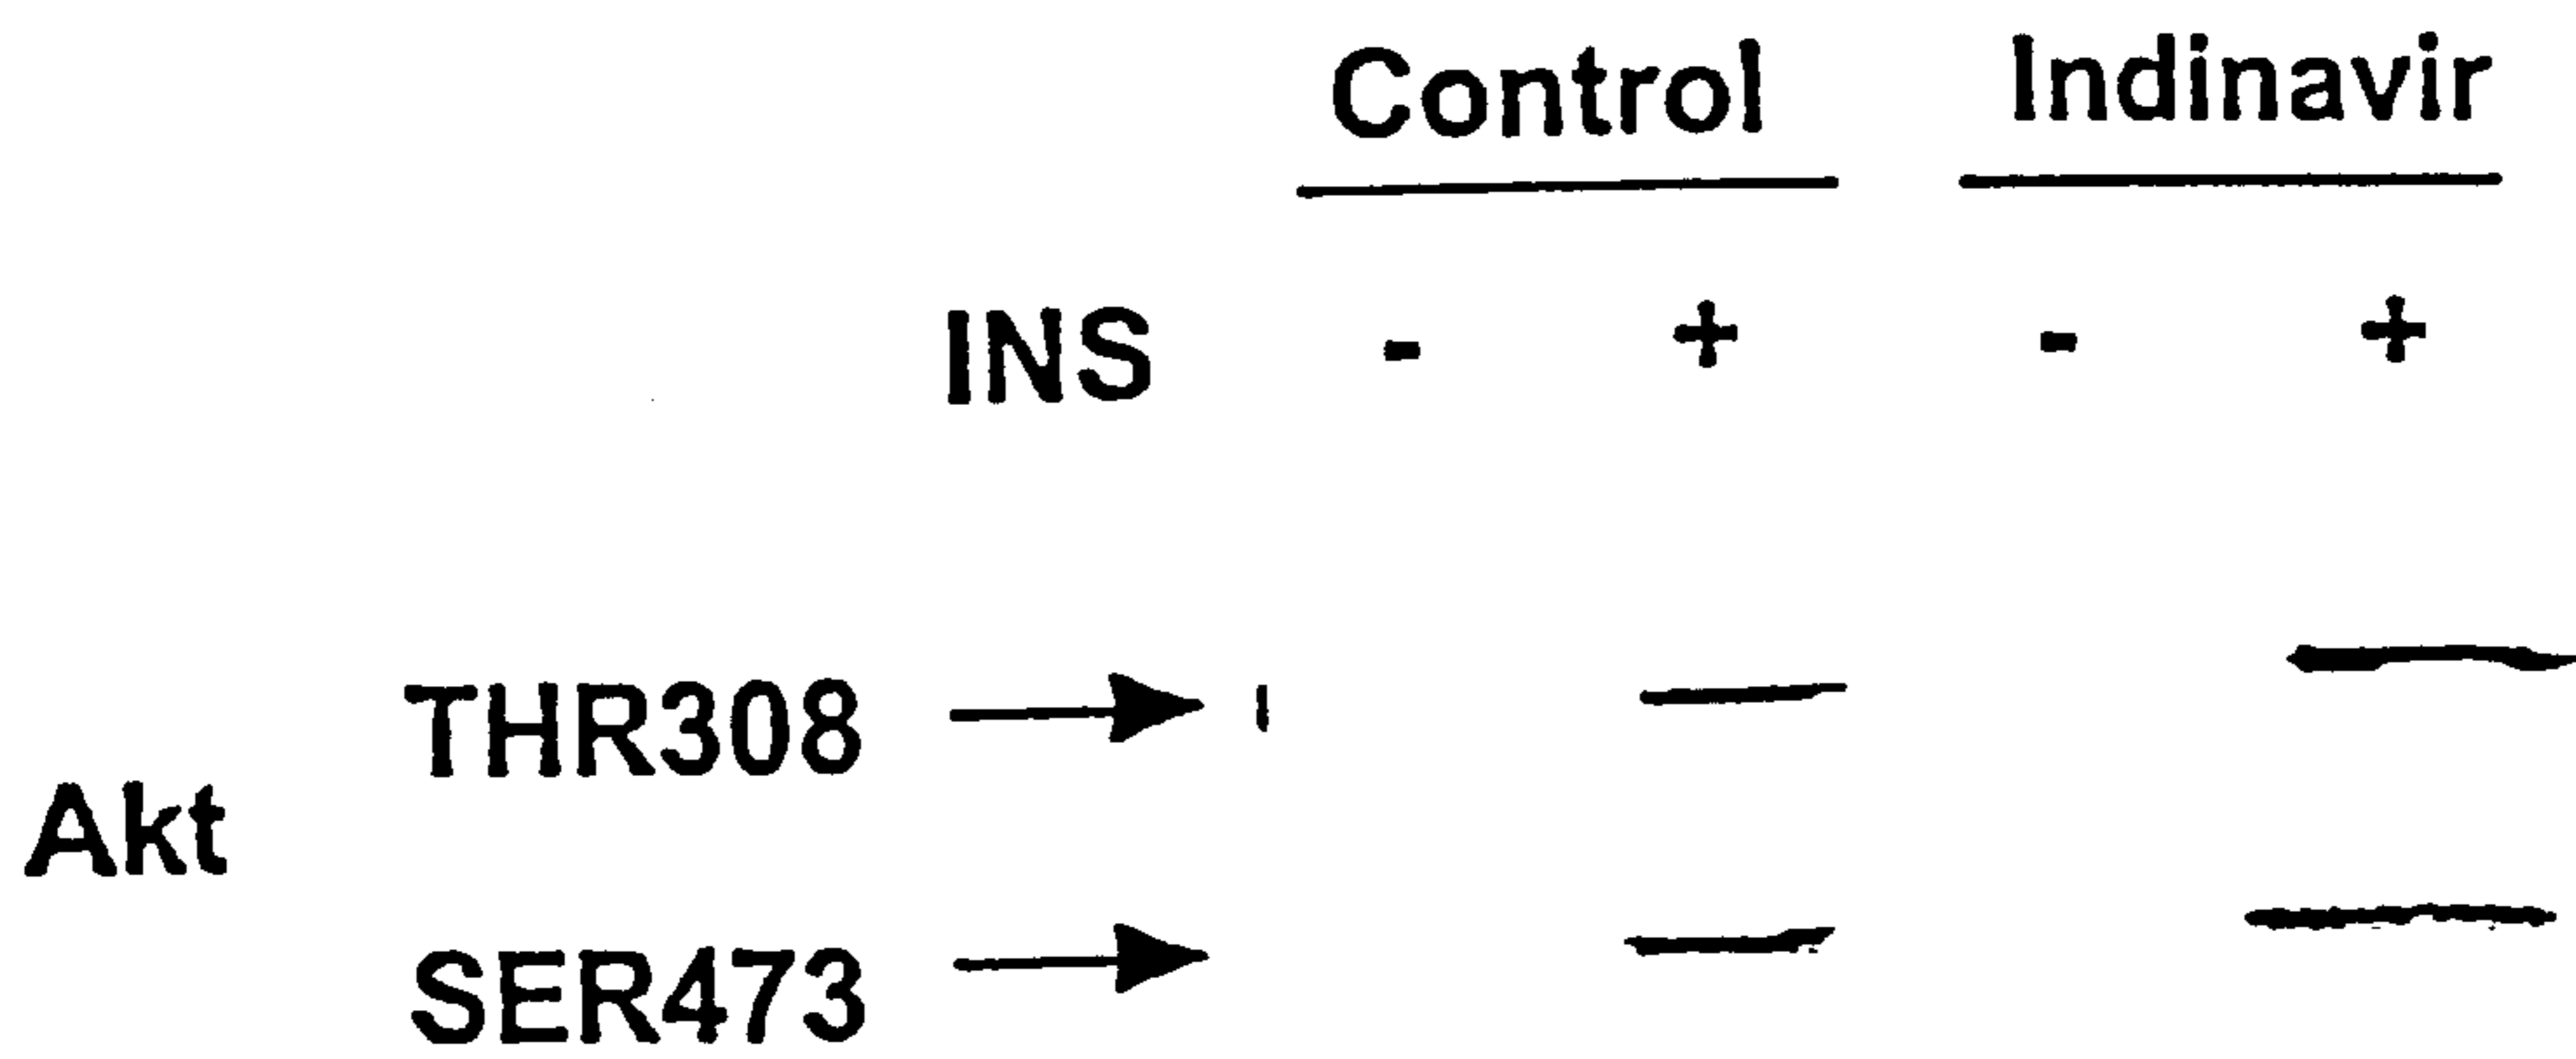 Control Indinavir
INS - + - +
THR308
Akt
SER473